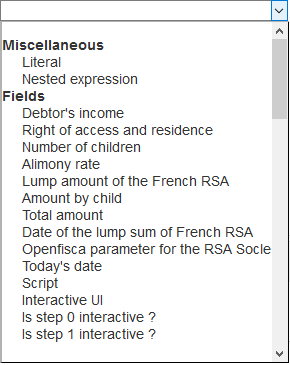 Miscellaneous
Literal
Nested expression
Fields
Debtor's income
Right of access and residence
Number of children
Alimony rate
Lump amount of the French RSA
Amount by child
Total amount
Date of the lump sum of French RSA
Openfisca parameter for the RSA Socle
Today's date
Script
Interactive UI
Is step 0 interactive ?
Is step 1 interactive ?